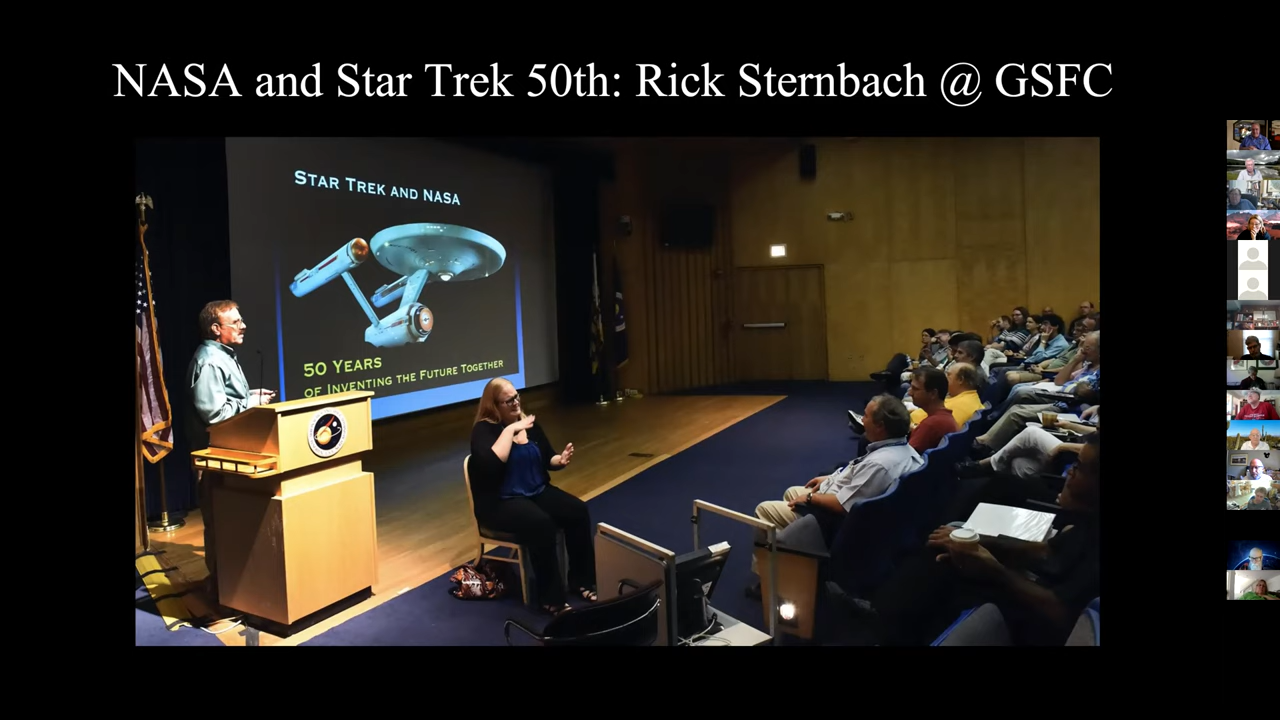 NASA and Star Trek 50th: Rick Sternbach @ GSFC
STAR TREK AND NASA
50 YEARS
OF INVENTING THE FUTURE TOGETHER